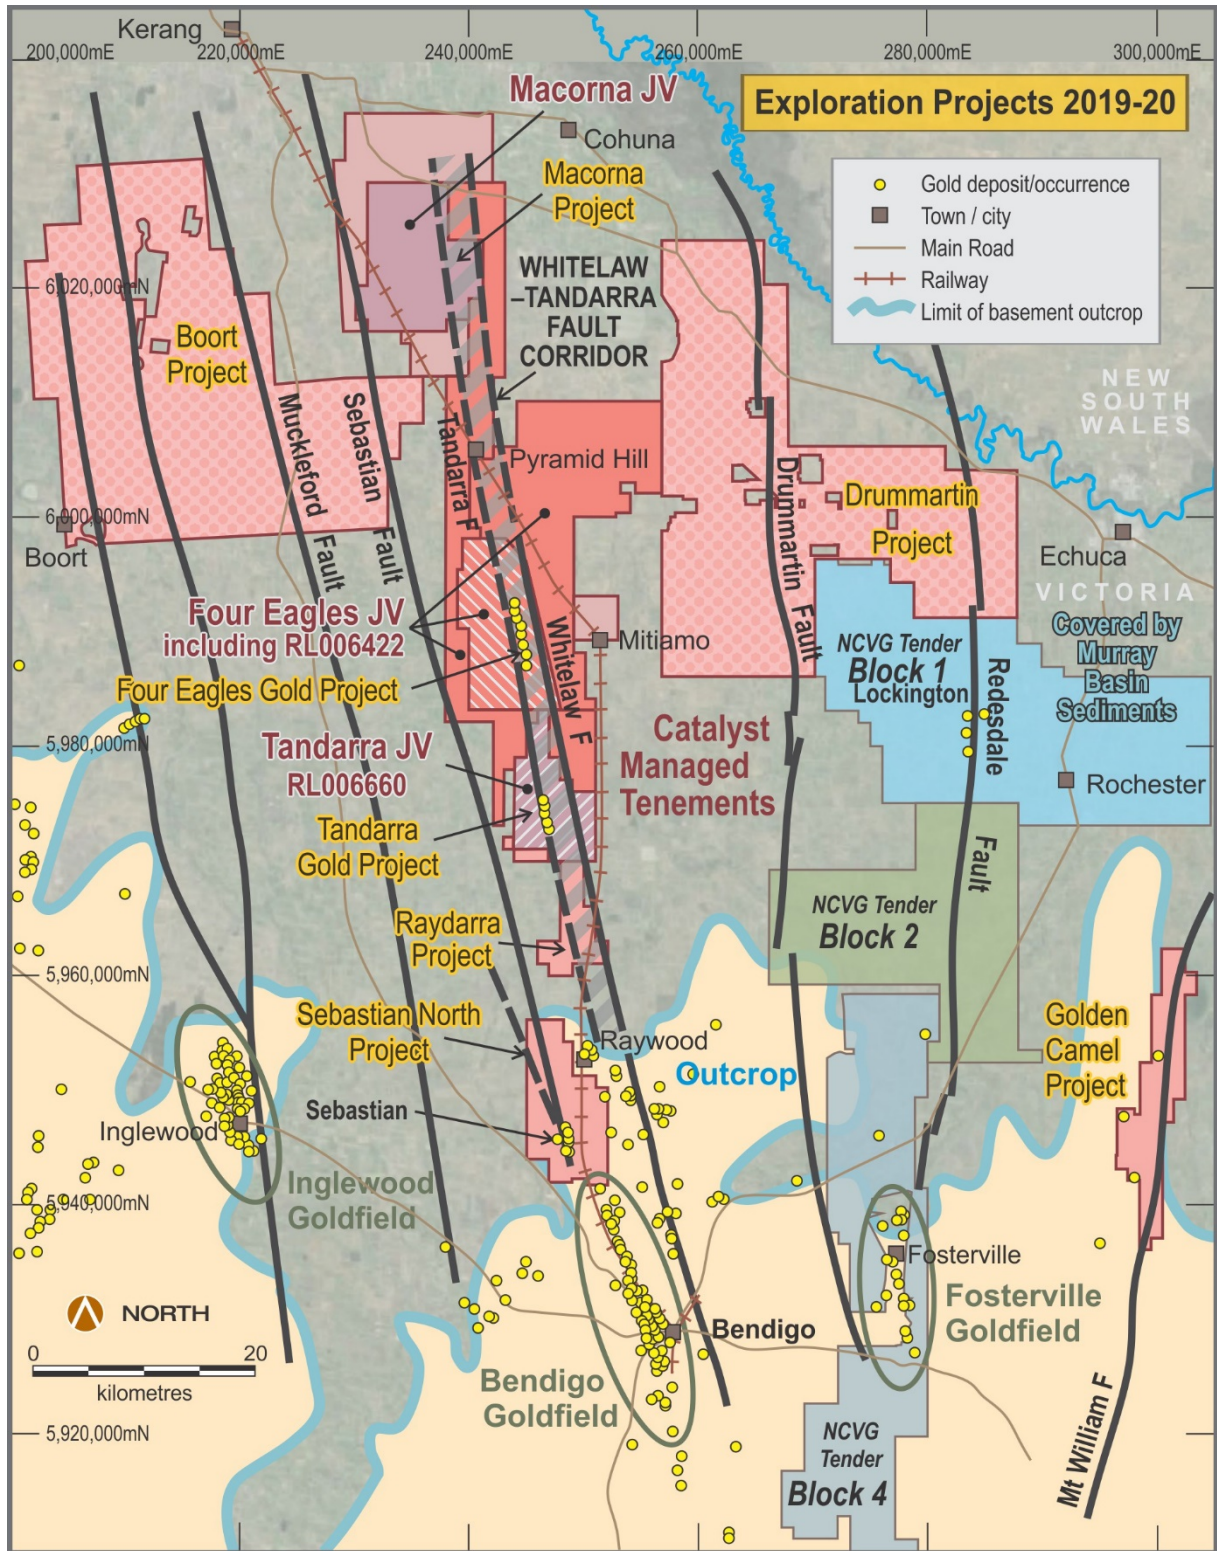 Kerang
200,000mE
220,000mE
240,000mE
260,000mE
280,000mE
300,000mE
Macorna JV
Exploration Projects 2019-20
Cohuna
Macorna
Project
Gold deposit/occurrence
Town / city
Main Road
Railway
Limit of basement outcrop
WHITELAW
–TANDARRA
FAULT
CORRIDOR
6,020,000mN
Boort
Project
NEW
SOUTH
WALES
Muckleford
Fault
Sebastian
Fault
Tandarra F
Pyramid Hill
Drummartin
Fault
Drummartin
Project
6,000,000mN
Boort
Echuca
VICTORIA
Four Eagles JV
including RL006422
Whitelaw F
Mitiamo
NCVG Tender
Block 1
Lockington
Redesdale
Fault
Covered by
Murray
Basin
Sediments
Four Eagles Gold Project
5,980,000mN
Tandarra JV
RL006660
Catalyst
Managed
Tenements
Rochester
Tandarra
Gold Project
NCVG Tender
Block 2
Raydarra
Project
5,960,000mN
Sebastian North
Project
Raywood
Outcrop
Golden
Camel
Project
Sebastian
Inglewood
Inglewood
Goldfield
5,940,000mN
Fosterville
Fosterville
Goldfield
NORTH
0
20
kilometres
Bendigo
Bendigo
Goldfield
5,920,000mN
NCVG
Tender
Block 4
Mt William F